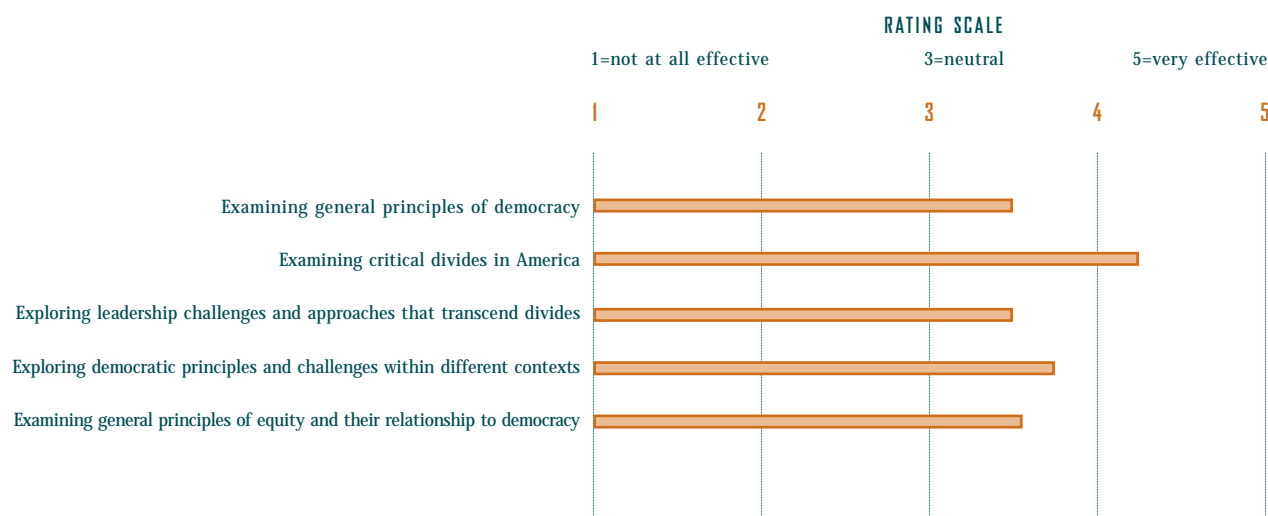 RATING SCALE
1=not at all effective 3=neutral 5=very effective
1 2 3 4 5
Examining general principles of democracy
Examining critical divides in America
Exploring leadership challenges and approaches that transcend divides
Exploring democratic principles and challenges within different contexts
Examining general principles of equity and their relationship to democracy